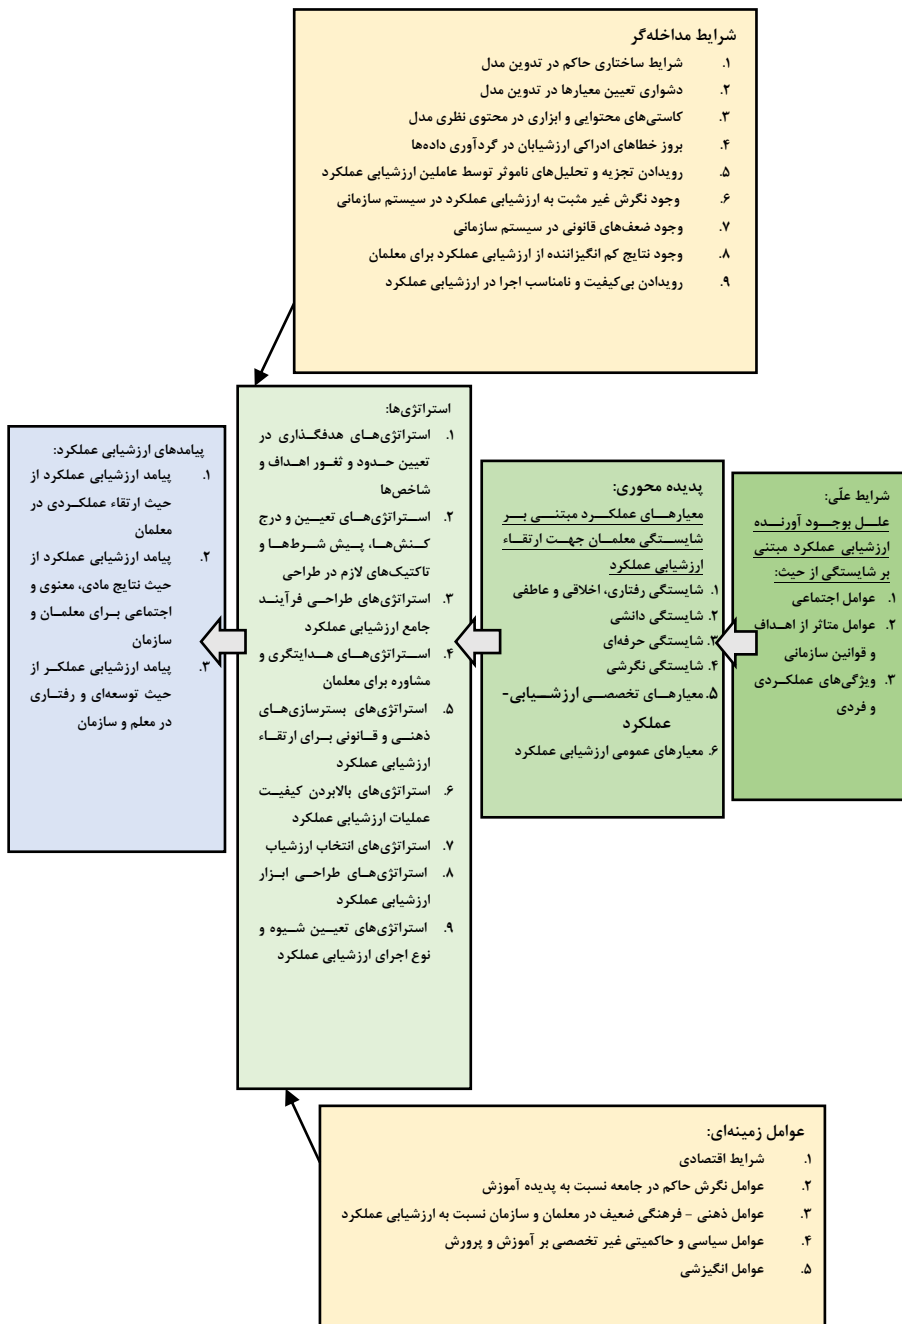 شرایط مداخله‌گر
۱. شرایط ساختاری حاکم در تدوین مدل
۲. دشواری تعیین معیارها در تدوین مدل
۳. کاستی‌های محتوایی و ابزاری در محتوی نظری مدل
۴. بروز خطاهای ادراکی ارزشیابان در گردآوری داده‌ها
۵. رویدادن تجزیه و تحلیل‌های ناموثر توسط عاملین ارزشیابی عملکرد
۶. وجود نگرش غیر مثبت به ارزشیابی عملکرد در سیستم سازمانی
۷. وجود ضعف‌های قانونی در سیستم سازمانی
۸. وجود نتایج کم انگیزاننده از ارزشیابی عملکرد برای معلمان
۹. رویدادن بی‌کیفیت و نامناسب اجرا در ارزشیابی عملکرد
شرایط علّی:
علل بوجود آورنده
ارزشیابی عملکرد مبتنی
بر شایستگی از حیث:
۱. عوامل اجتماعی
۲. عوامل متاثر از اهداف
و قوانین سازمانی
۳. ویژگی‌های عملکردی
و فردی
پدیده محوری:
معیارهای عملکرد مبتنی بر
شایستگی معلمان جهت ارتقاء
ارزشیابی عملکرد
۱. شایستگی رفتاری، اخلاقی و عاطفی
۲. شایستگی دانشی
۳. شایستگی حرفه‌ای
۴. شایستگی نگرشی
۵. معیارهای تخصصی ارزشیابی-
عملکرد
۶. معیارهای عمومی ارزشیابی عملکرد
استراتژی‌ها:
۱. استراتژی‌های هدفگذاری در
تعیین حدود و ثغور اهداف و
شاخص‌ها
۲. استراتژی‌های تعیین و درج
کنش‌ها، پیش شرط‌ها و
تاکتیک‌های لازم در طراحی
۳. استراتژی‌های طراحی فرآیند
جامع ارزشیابی عملکرد
۴. استراتژی‌های هدایتگری و
مشاوره برای معلمان
۵. استراتژی‌های بسترسازی‌های
ذهنی و قانونی برای ارتقاء
ارزشیابی عملکرد
۶. استراتژی‌های بالابردن کیفیت
عملیات ارزشیابی عملکرد
۷. استراتژی‌های انتخاب ارزشیاب
۸. استراتژی‌های طراحی ابزار
ارزشیابی عملکرد
۹. استراتژی‌های تعیین شیوه و
نوع اجرای ارزشیابی عملکرد
پیامدهای ارزشیابی عملکرد:
۱. پیامد ارزشیابی عملکرد از
حیث ارتقاء عملکردی در
معلمان
۲. پیامد ارزشیابی عملکرد از
حیث نتایج مادی، معنوی و
اجتماعی برای معلمان و
سازمان
۳. پیامد ارزشیابی عملکر از
حیث توسعه‌ای و رفتاری
در معلم و سازمان
عوامل زمینه‌ای:
۱. شرایط اقتصادی
۲. عوامل نگرش حاکم در جامعه نسبت به پدیده آموزش
۳. عوامل ذهنی – فرهنگی ضعیف در معلمان و سازمان نسبت به ارزشیابی عملکرد
۴. عوامل سیاسی و حاکمیتی غیر تخصصی بر آموزش و پرورش
۵. عوامل انگیزشی